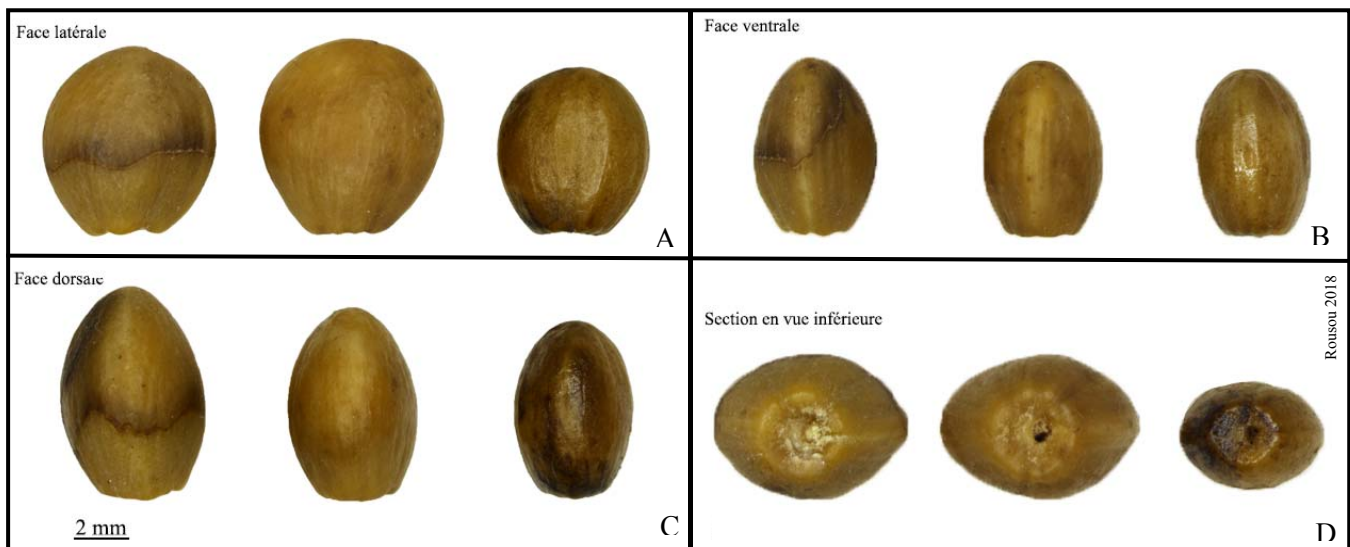 Face latérale
A
Face ventrale
B
Face dorsale
2 mm
C
Section en vue inférieure
Rousou 2018
D